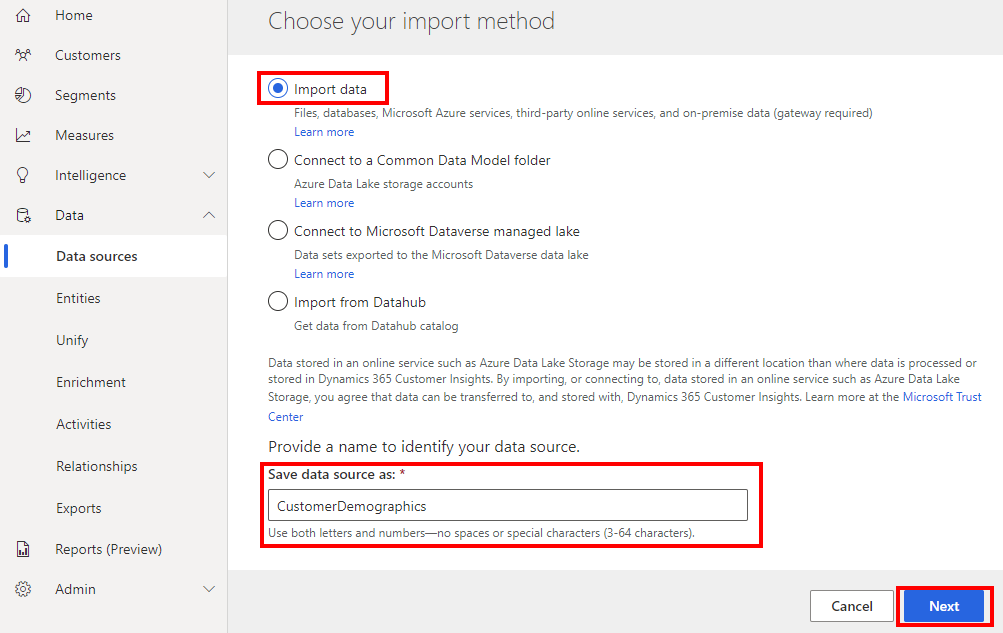 Home
Customers
Segments
Measures
Intelligence
Data
Data sources
Entities
Unify
Enrichment
Activities
Relationships
Exports
Reports (Preview)
Admin
Choose your import method
Import data
Files, databases, Microsoft Azure services, third-party online services, and on-premise data (gateway required)
Learn more
Connect to a Common Data Model folder
Azure Data Lake storage accounts
Learn more
Connect to Microsoft Dataverse managed lake
Data sets exported to the Microsoft Dataverse data lake
Learn more
Import from Datahub
Get data from Datahub catalog
Data stored in an online service such as Azure Data Lake Storage may be stored in a different location than where data is processed or
stored in Dynamics 365 Customer Insights. By importing, or connecting to, data stored in an online service such as Azure Data Lake
Storage, you agree that data can be transferred to, and stored with, Dynamics 365 Customer Insights. Learn more at the Microsoft Trust
Center
Provide a name to identify your data source.
Save data source as: *
CustomerDemographics
Use both letters and numbers—no spaces or special characters (3-64 characters).
Cancel
Next